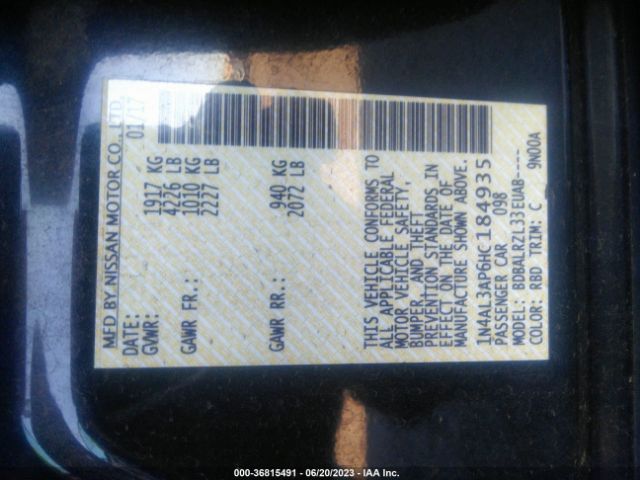 MFD BY NISSAN MOTOR CO., LTD.
DATE: 01/17
GVWR: 1917 KG
4226 LB
GAWR FR.: 1010 KG
2227 LB
GAWR RR.: 940 KG
2072 LB
THIS VEHICLE CONFORMS TO
ALL APPLICABLE FEDERAL
MOTOR VEHICLE SAFETY,
BUMPER, AND THEFT
PREVENTION STANDARDS IN
EFFECT ON THE DATE OF
MANUFACTURE SHOWN ABOVE.
1N4AL3AP6HC184935
PASSENGER CAR 098
MODEL: BDBALRZL33EUAB----
COLOR: RBD TRIM: C 9N00A
000-36815491 - 06/20/2023 - IAA Inc.